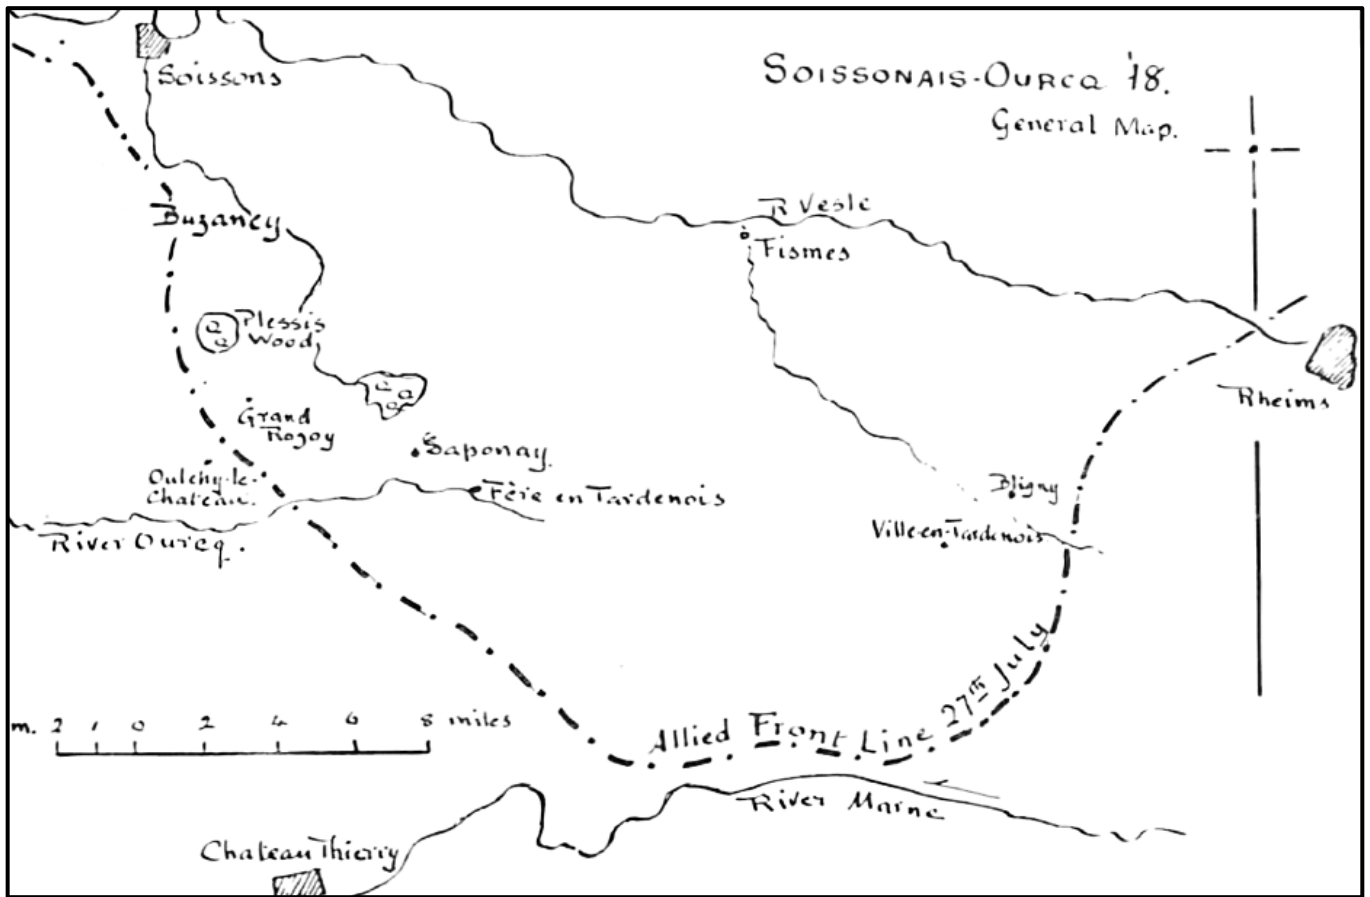 SOISSONAIS-OURCQ '18.
General Map.
Soissons
R Vesle
Fismes
Buzancy
Plessis
Wood
Rheims
Grand
Rozoy
Saponay.
Oulchy-le-
Chateau.
Fère en Tardenois
Bligny
Ville-en-Tardenois
River Ourcq.
Allied Front Line 27th July
m. 2 1 0 2 4 6 8 miles
River Marne
Chateau Thierry